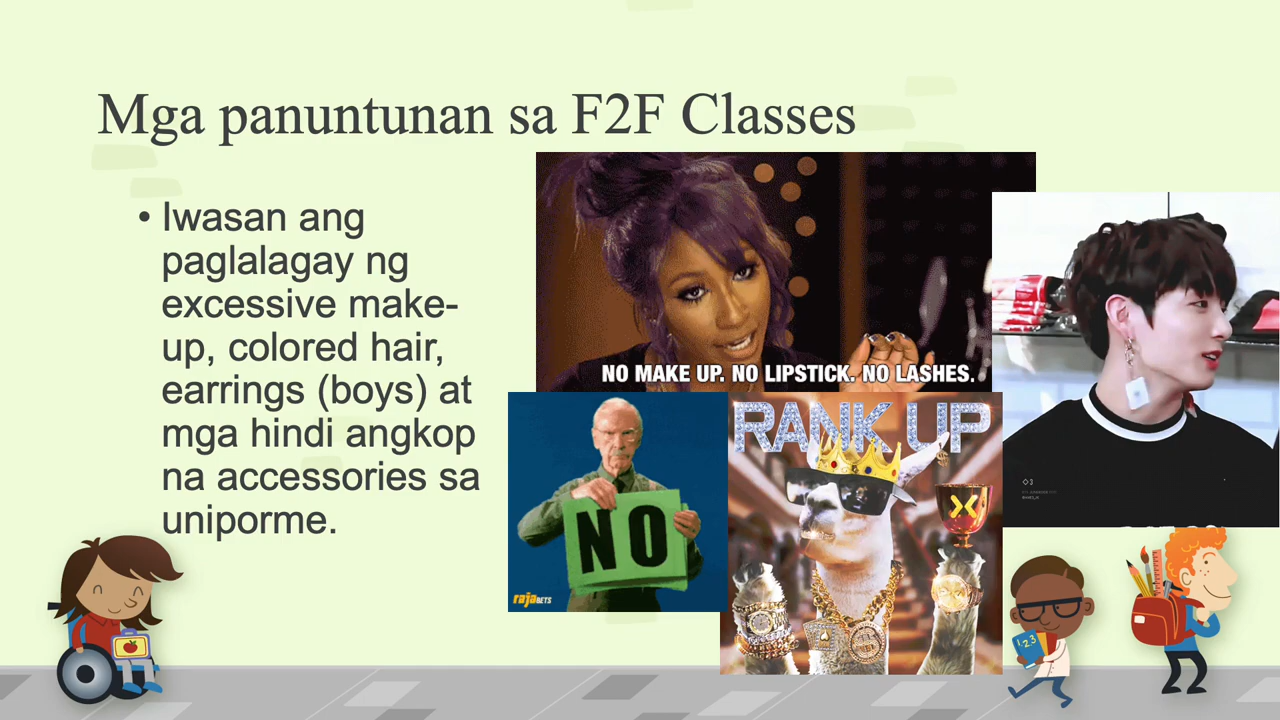 Mga panuntunan sa F2F Classes
• Iwasan ang
paglalagay ng
excessive make-
up, colored hair,
earrings (boys) at
mga hindi angkop
na accessories sa
uniporme.
NO MAKE UP. NO LIPSTICK. NO LASHES.
NO
rajaBETS
RANK UP
123